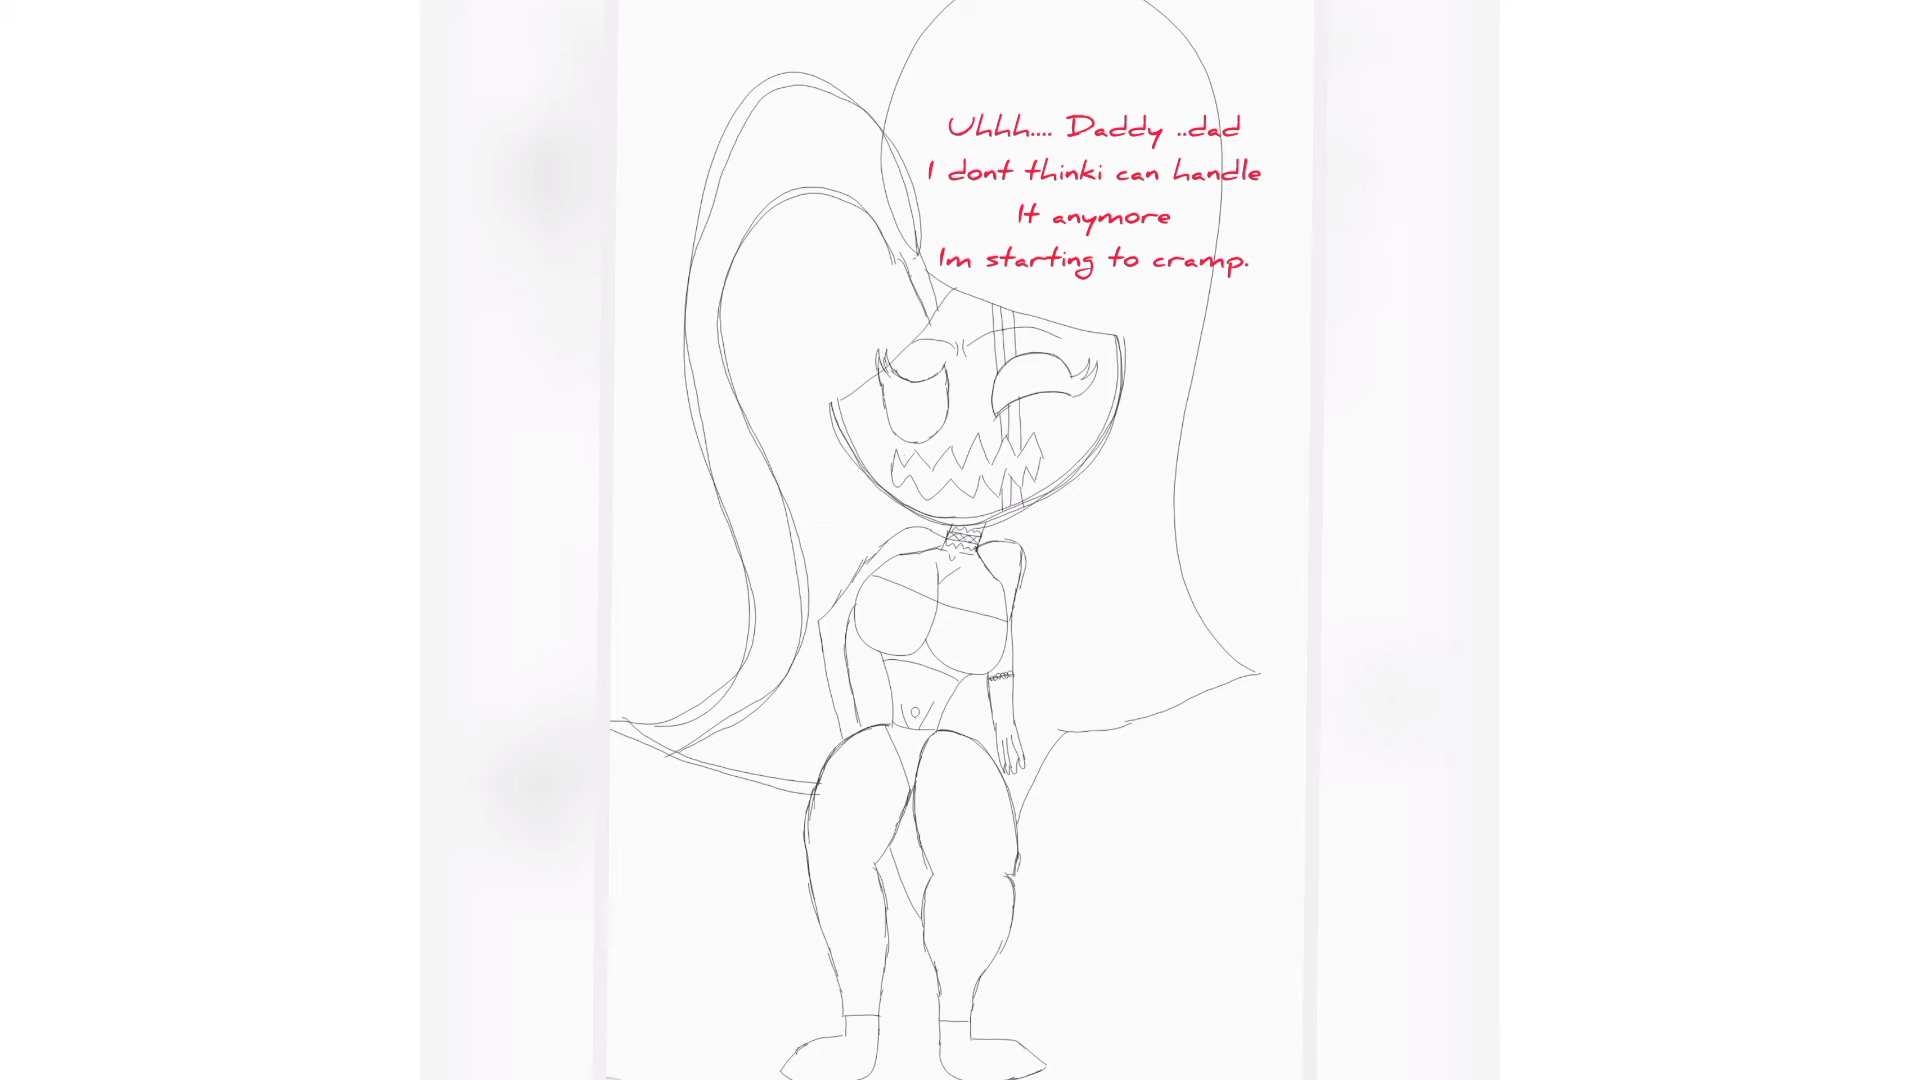 Uhhh.... Daddy ..dad
I dont thinki can handle
It anymore
Im starting to cramp.